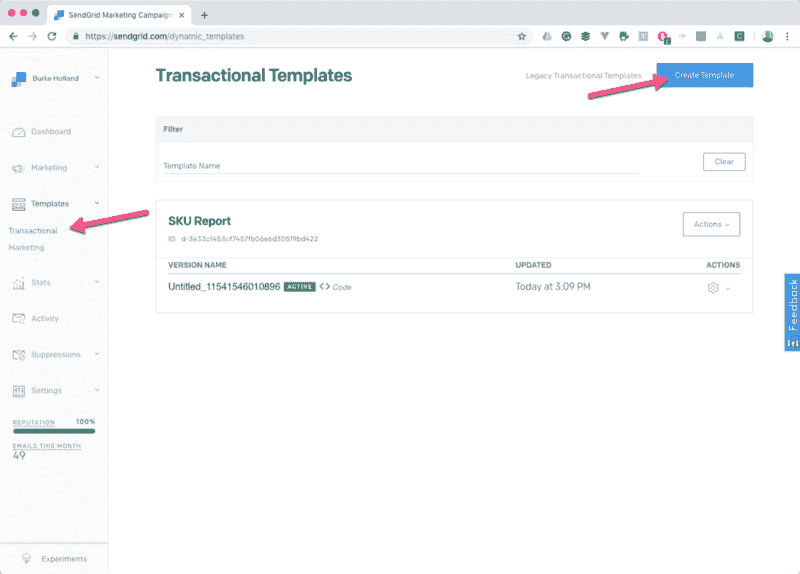 SendGrid Marketing Campaign
https://sendgrid.com/dynamic_templates
Burke Holland
Dashboard
Marketing
Templates
Transactional
Marketing
Stats
Activity
Suppressions
Settings
REPUTATION 100%
EMAILS THIS MONTH
49
Experiments
Transactional Templates
Legacy Transactional Templates
Create Template
Filter
Template Name
Clear
SKU Report
Actions
ID: d-3e33c1453cf7457fb06e6d30519bd422
VERSION NAME UPDATED ACTIONS
Untitled_11541546010896 ACTIVE <> Code Today at 3:09 PM
Feedback